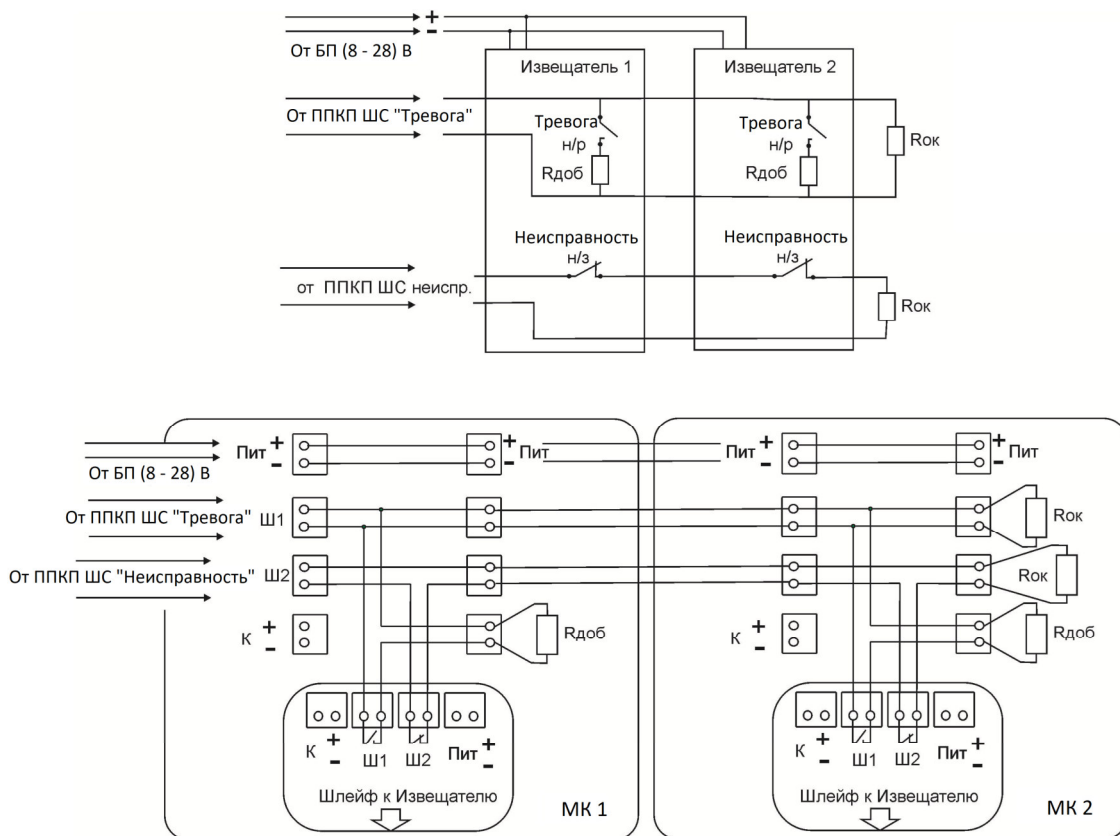 +
-
От БП (8 - 28) В
Извещатель 1
Извещатель 2
От ППКП ШС "Тревога"
Тревога
н/р
Rдоб
Тревога
н/р
Rдоб
Rок
Неисправность
н/з
Неисправность
н/з
от ППКП ШС неиспр.
Rок
Пит +
-
+ Пит
-
Пит +
-
+ Пит
-
От БП (8 - 28) В
От ППКП ШС "Тревога"
Ш1
Rок
От ППКП ШС "Неисправность"
Ш2
Rок
К +
-
Rдоб
К +
-
Rдоб
К +
-
Ш1
Ш2
Пит +
-
К +
-
Ш1
Ш2
Пит +
-
Шлейф к Извещателю
МК 1
Шлейф к Извещателю
МК 2